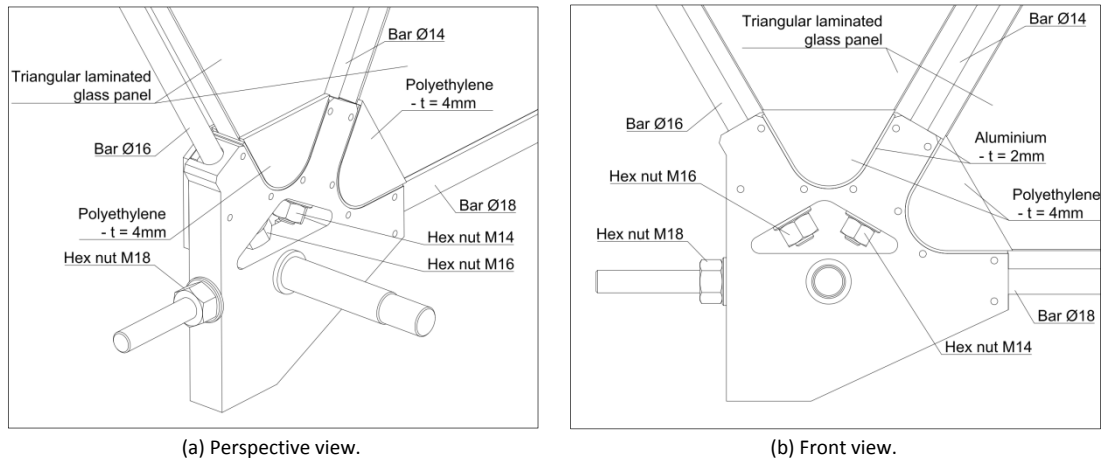 Bar Ø14
Triangular laminated
glass panel
Polyethylene
- t = 4mm
Bar Ø16
Bar Ø18
Polyethylene
- t = 4mm
Hex nut M14
Hex nut M18
Hex nut M16
(a) Perspective view.
Triangular laminated
glass panel
Bar Ø14
Bar Ø16
Aluminium
- t = 2mm
Hex nut M16
Polyethylene
- t = 4mm
Hex nut M18
Bar Ø18
Hex nut M14
(b) Front view.